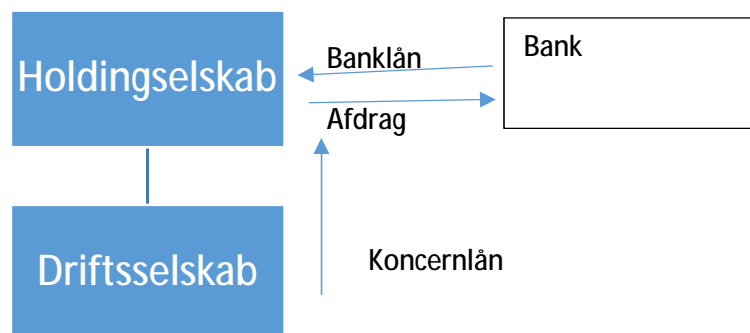 Holdingselskab
Banklån
Bank
Afdrag
Driftsselskab
Koncernlån